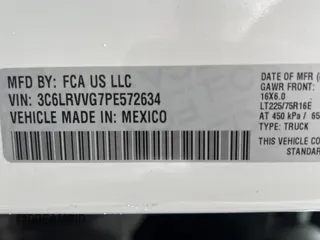 MFD BY: FCA US LLC
VIN: 3C6LRVVG7PE572634
VEHICLE MADE IN: MEXICO
DATE OF MFR
GAWR FRONT:
16X6.0
LT225/75R16E
AT 450 kPa / 65
TYPE: TRUCK
THIS VEHICLE
STANDAR